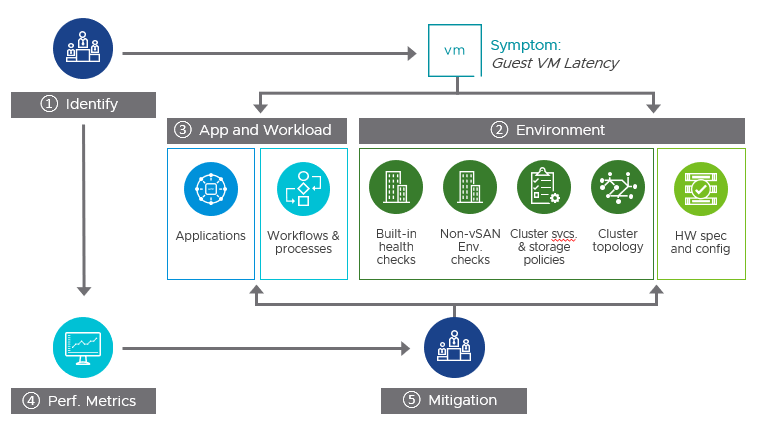 vm
Symptom:
Guest VM Latency
① Identify
③ App and Workload
② Environment
Applications
Workflows &
processes
Built-in
health
checks
Non-vSAN
Env.
checks
Cluster svcs.
& storage
policies
Cluster
topology
HW spec
and config
④ Perf. Metrics
⑤ Mitigation